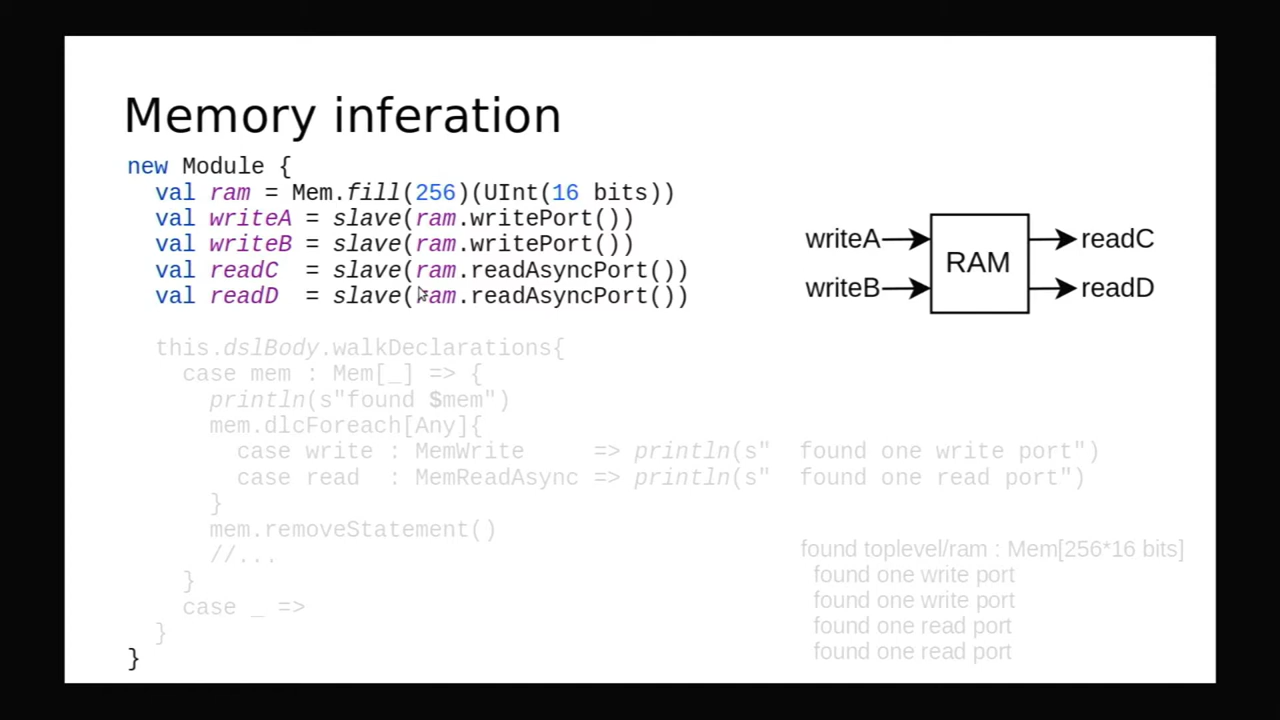 Memory inferation
new Module {
val ram = Mem.fill(256)(UInt(16 bits))
val writeA = slave(ram.writePort())
val writeB = slave(ram.writePort())
val readC = slave(ram.readAsyncPort())
val readD = slave(ram.readAsyncPort())
writeA
writeB
RAM
readC
readD
this.dslBody.walkDeclarations{
case mem : Mem[_] => {
println(s"found $mem")
mem.dlcForeach[Any]{
case write : MemWrite => println(s" found one write port")
case read : MemReadAsync => println(s" found one read port")
}
mem.removeStatement()
//...
}
case _ =>
}
}
found toplevel/ram : Mem[256*16 bits]
found one write port
found one write port
found one read port
found one read port